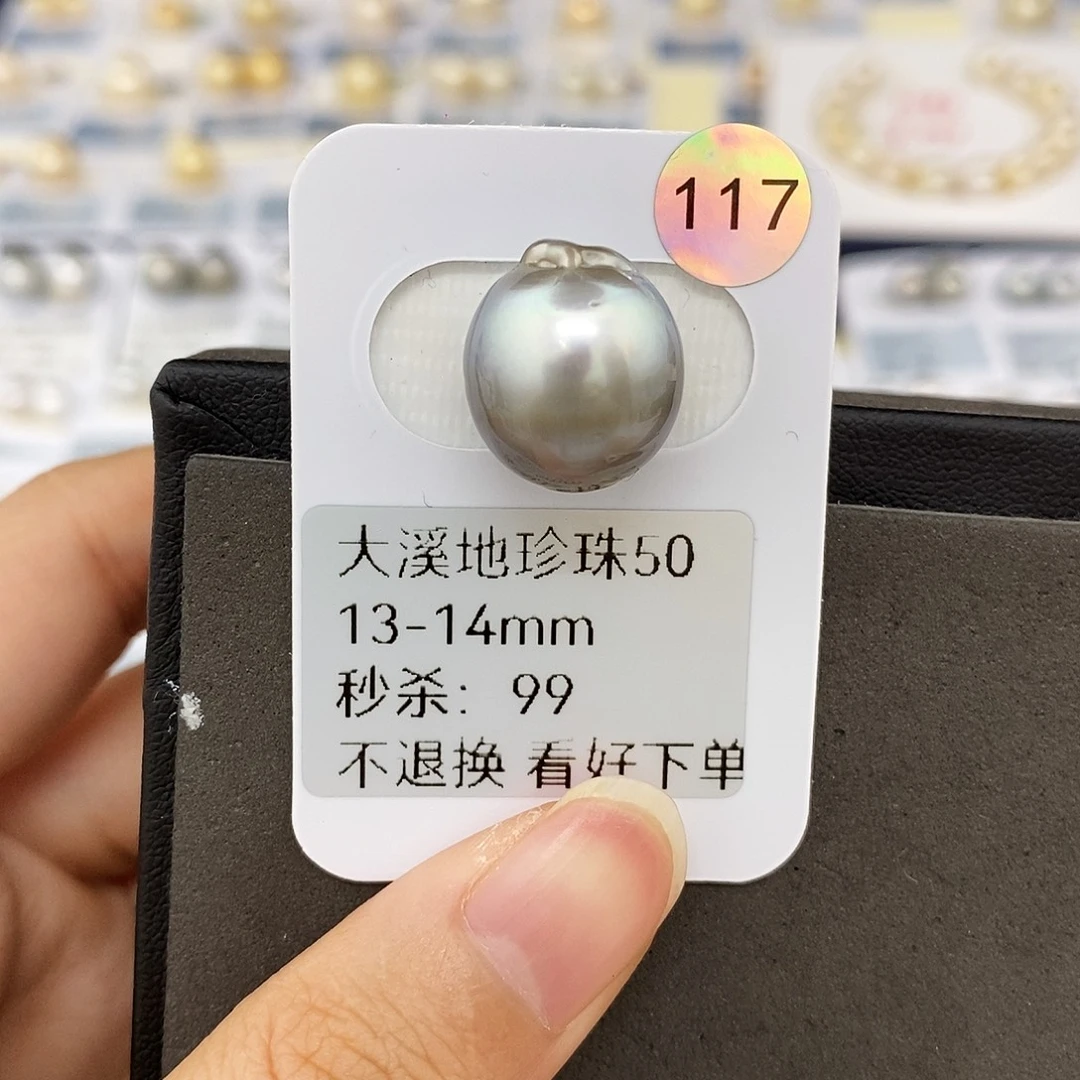 117
大溪地珍珠50
13-14mm
秒杀：99
不退换 看好下单